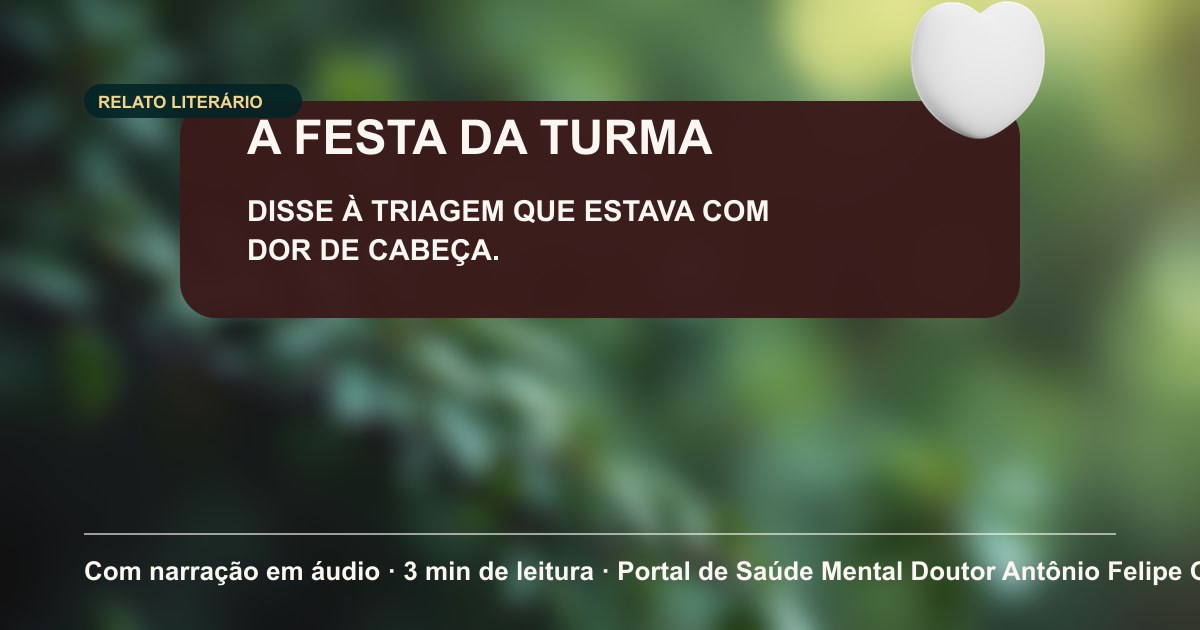 RELATO LITERÁRIO
A FESTA DA TURMA
DISSE À TRIAGEM QUE ESTAVA COM
DOR DE CABEÇA.
Com narração em áudio · 3 min de leitura · Portal de Saúde Mental Doutor Antônio Felipe